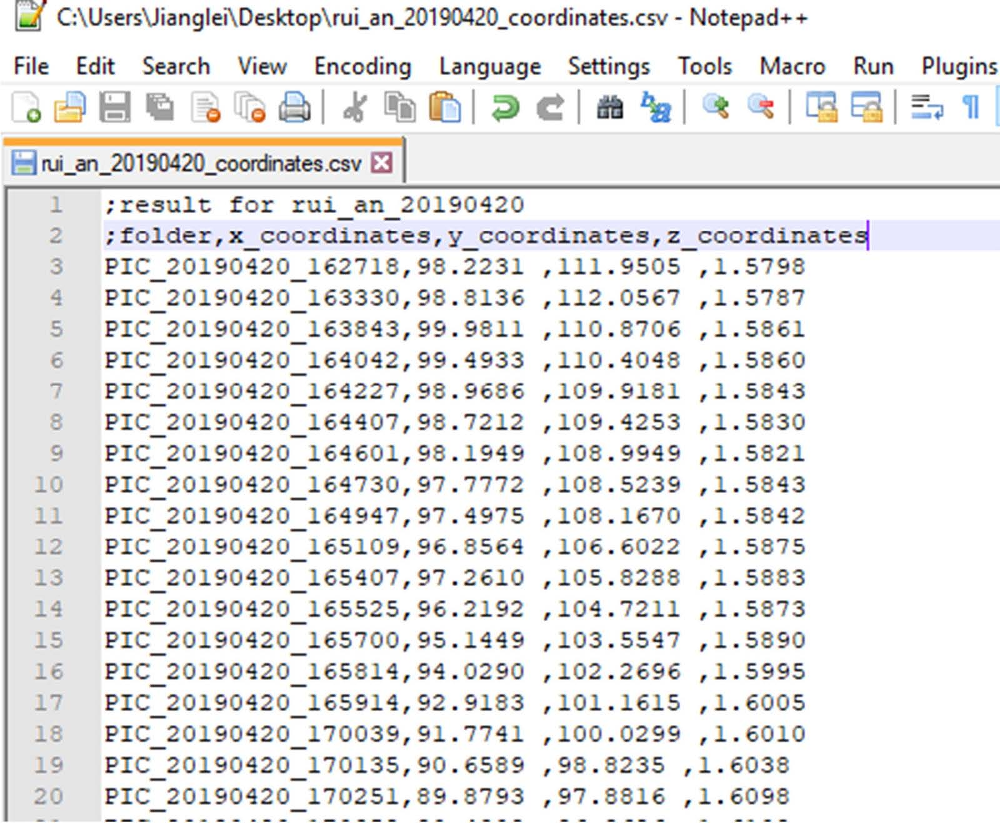 C:\Users\Jianglei\Desktop\rui_an_20190420_coordinates.csv - Notepad++
File Edit Search View Encoding Language Settings Tools Macro Run Plugins
rui_an_20190420_coordinates.csv
1 ;result for rui_an_20190420
2 ;folder,x_coordinates,y_coordinates,z_coordinates
3 PIC_20190420_162718,98.2231 ,111.9505 ,1.5798
4 PIC_20190420_163330,98.8136 ,112.0567 ,1.5787
5 PIC_20190420_163843,99.9811 ,110.8706 ,1.5861
6 PIC_20190420_164042,99.4933 ,110.4048 ,1.5860
7 PIC_20190420_164227,98.9686 ,109.9181 ,1.5843
8 PIC_20190420_164407,98.7212 ,109.4253 ,1.5830
9 PIC_20190420_164601,98.1949 ,108.9949 ,1.5821
10 PIC_20190420_164730,97.7772 ,108.5239 ,1.5843
11 PIC_20190420_164947,97.4975 ,108.1670 ,1.5842
12 PIC_20190420_165109,96.8564 ,106.6022 ,1.5875
13 PIC_20190420_165407,97.2610 ,105.8288 ,1.5883
14 PIC_20190420_165525,96.2192 ,104.7211 ,1.5873
15 PIC_20190420_165700,95.1449 ,103.5547 ,1.5890
16 PIC_20190420_165814,94.0290 ,102.2696 ,1.5995
17 PIC_20190420_165914,92.9183 ,101.1615 ,1.6005
18 PIC_20190420_170039,91.7741 ,100.0299 ,1.6010
19 PIC_20190420_170135,90.6589 ,98.8235 ,1.6038
20 PIC_20190420_170251,89.8793 ,97.8816 ,1.6098